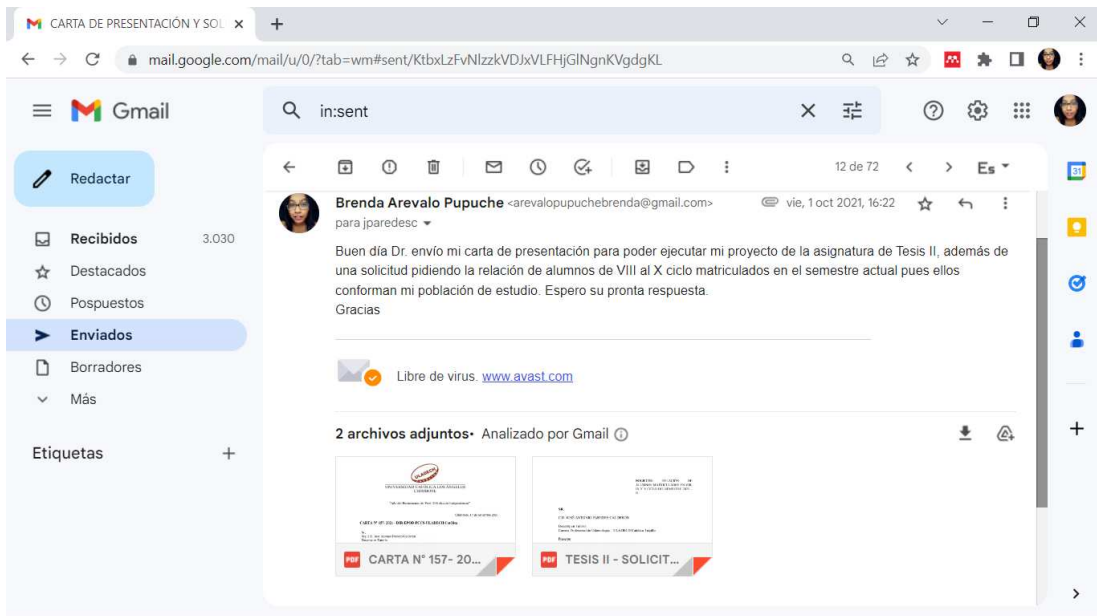 CARTA DE PRESENTACIÓN Y SOL
mail.google.com/mail/u/0/?tab=wm#sent/KtbxLzFvNlzzkVDJxVLFHjGlNgnKVgdgKL
Gmail
in:sent
Redactar
12 de 72
Es
31
Brenda Arevalo Pupuche <arevalopupuchebrenda@gmail.com>
vie, 1 oct 2021, 16:22
para jparedesc
Recibidos 3.030
Destacados
Pospuestos
Enviados
Borradores
Más
Etiquetas
Buen día Dr. envío mi carta de presentación para poder ejecutar mi proyecto de la asignatura de Tesis II, además de
una solicitud pidiendo la relación de alumnos de VIII al X ciclo matriculados en el semestre actual pues ellos
conforman mi población de estudio. Espero su pronta respuesta.
Gracias
Libre de virus. www.avast.com
2 archivos adjuntos• Analizado por Gmail
PDF CARTA N° 157- 20...
PDF TESIS II - SOLICIT...